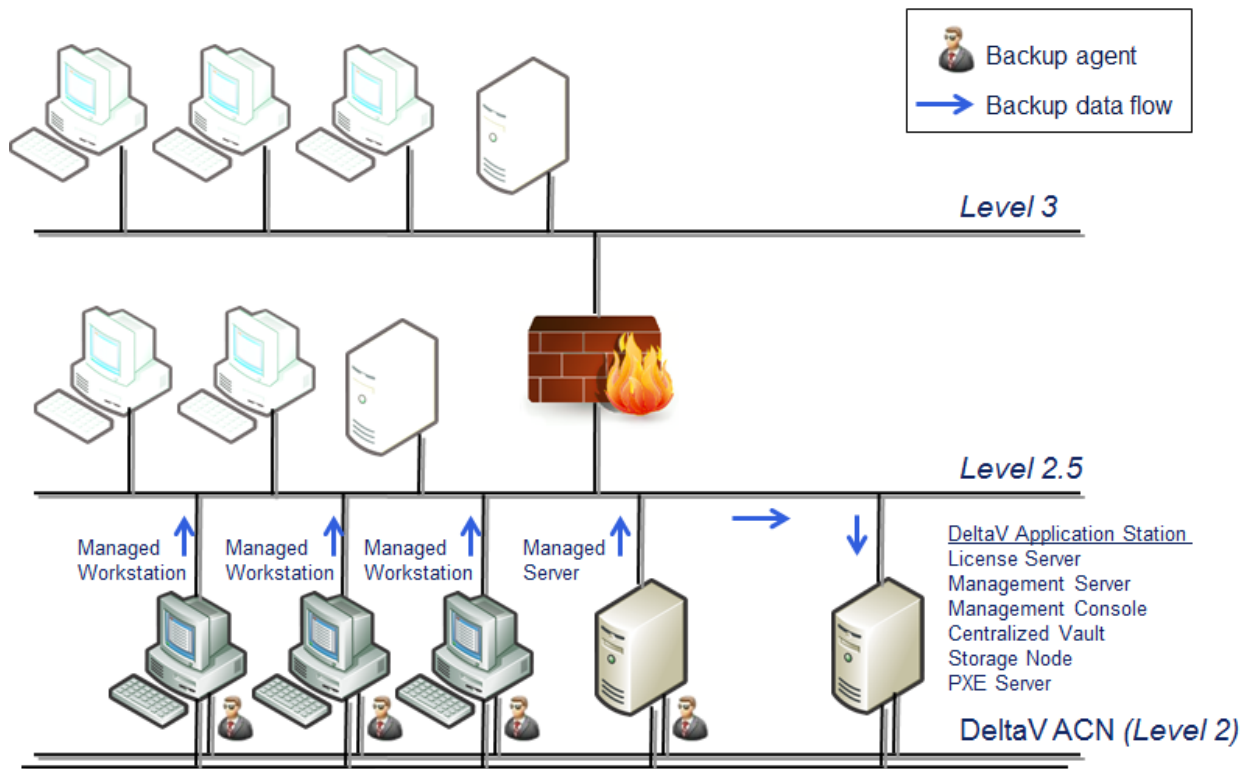 Backup agent
Backup data flow
Level 3
Level 2.5
Managed
Workstation
Managed
Workstation
Managed
Workstation
Managed
Server
DeltaV Application Station
License Server
Management Server
Management Console
Centralized Vault
Storage Node
PXE Server
DeltaV ACN (Level 2)